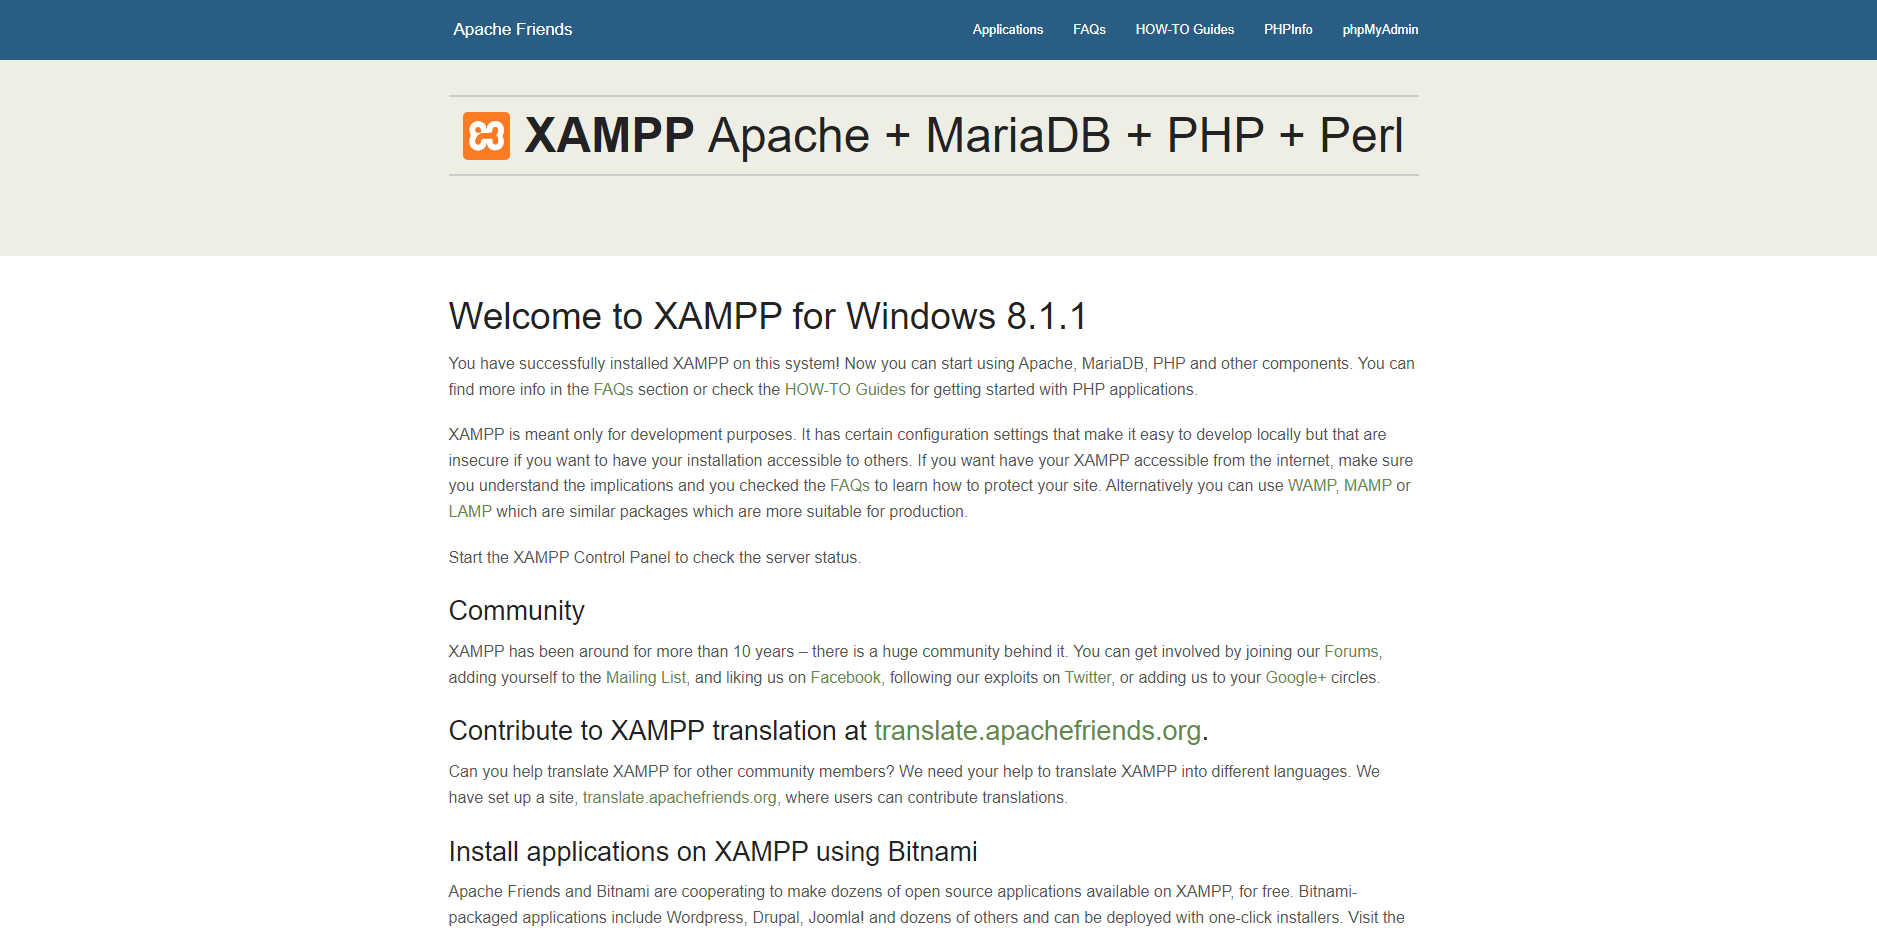 Apache Friends
Applications FAQs HOW-TO Guides PHPInfo phpMyAdmin
XAMPP Apache + MariaDB + PHP + Perl
Welcome to XAMPP for Windows 8.1.1
You have successfully installed XAMPP on this system! Now you can start using Apache, MariaDB, PHP and other components. You can
find more info in the FAQs section or check the HOW-TO Guides for getting started with PHP applications.
XAMPP is meant only for development purposes. It has certain configuration settings that make it easy to develop locally but that are
insecure if you want to have your installation accessible to others. If you want have your XAMPP accessible from the internet, make sure
you understand the implications and you checked the FAQs to learn how to protect your site. Alternatively you can use WAMP, MAMP or
LAMP which are similar packages which are more suitable for production.
Start the XAMPP Control Panel to check the server status.
Community
XAMPP has been around for more than 10 years – there is a huge community behind it. You can get involved by joining our Forums,
adding yourself to the Mailing List, and liking us on Facebook, following our exploits on Twitter, or adding us to your Google+ circles.
Contribute to XAMPP translation at translate.apachefriends.org.
Can you help translate XAMPP for other community members? We need your help to translate XAMPP into different languages. We
have set up a site, translate.apachefriends.org, where users can contribute translations.
Install applications on XAMPP using Bitnami
Apache Friends and Bitnami are cooperating to make dozens of open source applications available on XAMPP, for free. Bitnami-
packaged applications include Wordpress, Drupal, Joomla! and dozens of others and can be deployed with one-click installers. Visit the